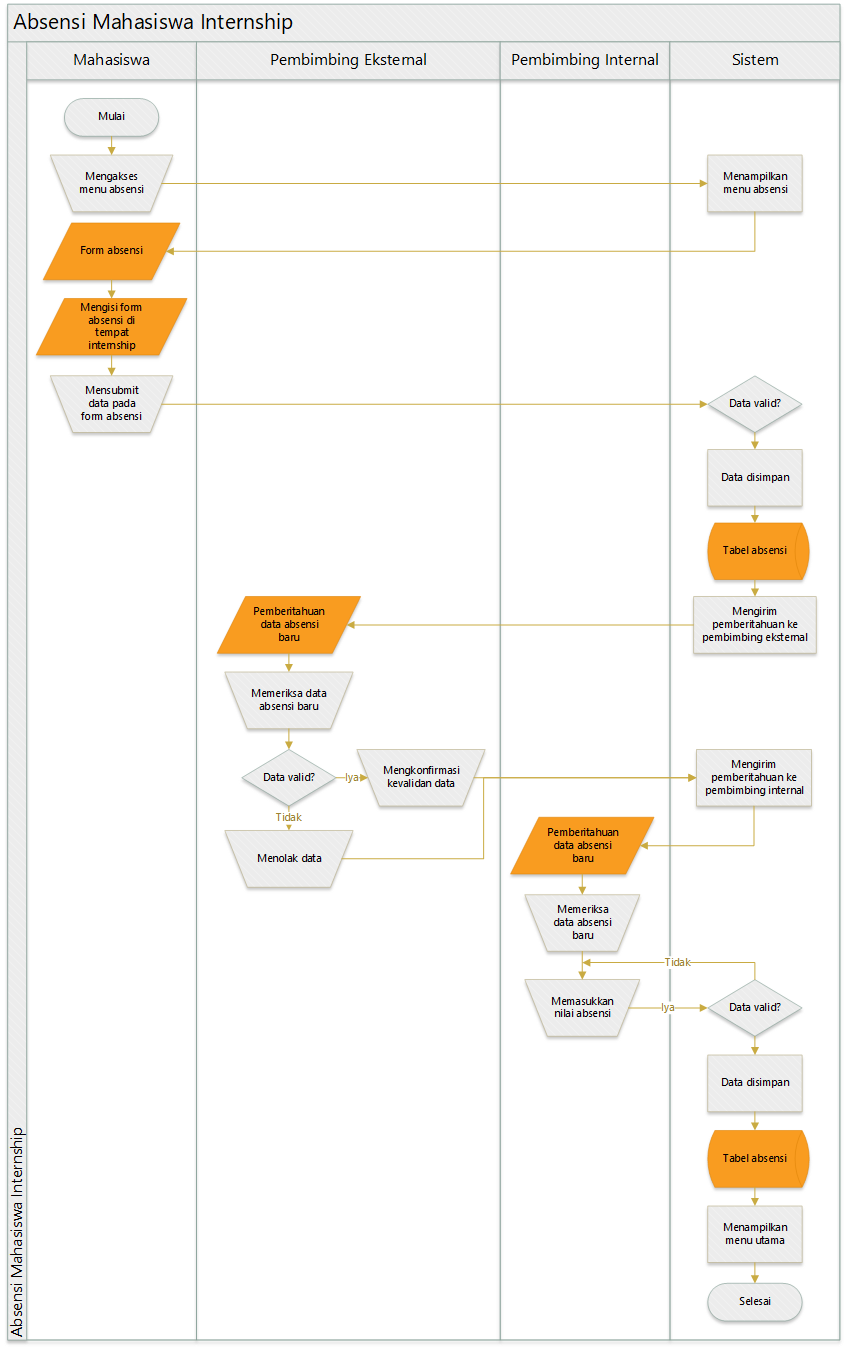 Absensi Mahasiswa Internship
Mahasiswa
Pembimbing Eksternal
Pembimbing Internal
Sistem
Mulai
Mengakses
menu absensi
Menampilkan
menu absensi
Form absensi
Mengisi form
absensi di
tempat
internship
Mensubmit
data pada
form absensi
Data valid?
Data disimpan
Tabel absensi
Mengirim
pemberitahuan ke
pembimbing eksternal
Pemberitahuan
data absensi
baru
Memeriksa data
absensi baru
Data valid?
Iya
Mengkonfirmasi
kevalidan data
Mengirim
pemberitahuan ke
pembimbing internal
Tidak
Menolak data
Pemberitahuan
data absensi
baru
Memeriksa
data absensi
baru
Tidak
Memasukkan
nilai absensi
Iya
Data valid?
Data disimpan
Tabel absensi
Menampilkan
menu utama
Selesai
Absensi Mahasiswa Internship